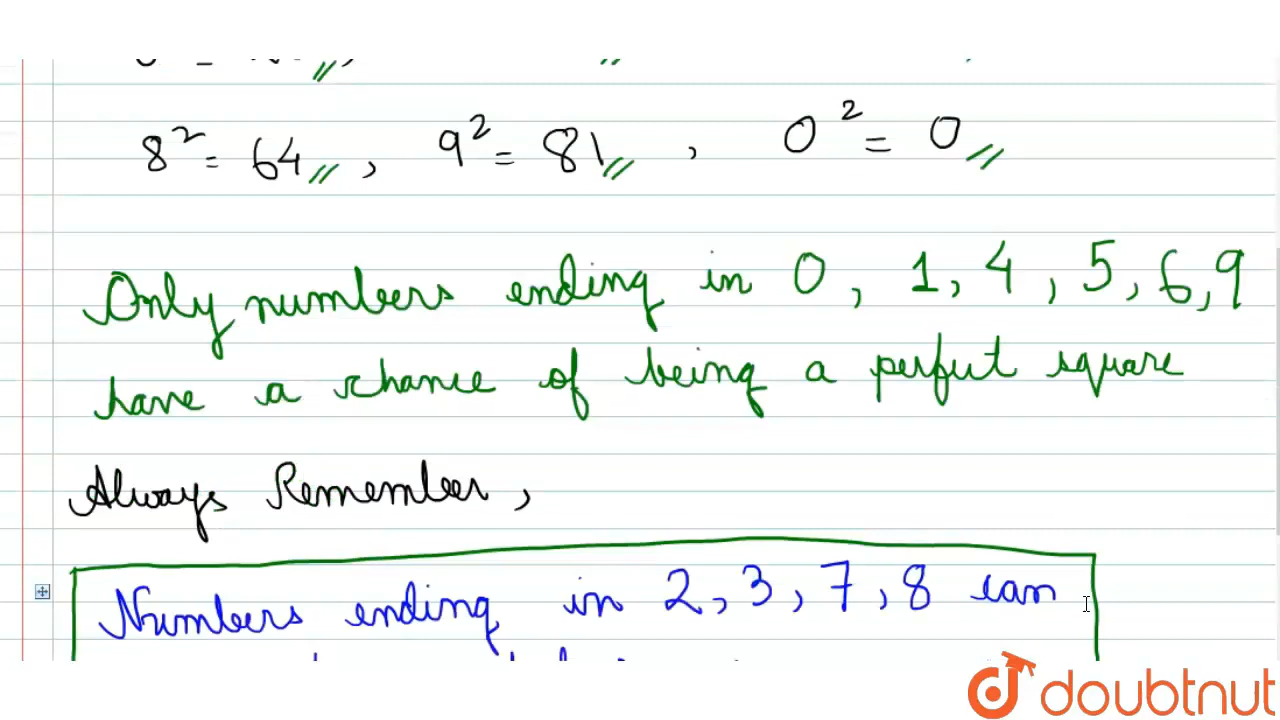 8² = 64 , 9² = 81 , 0² = 0
Only numbers ending in 0, 1, 4, 5, 6, 9
have a chance of being a perfect square
Always Remember,
Numbers ending in 2, 3, 7, 8 can
doubtnut